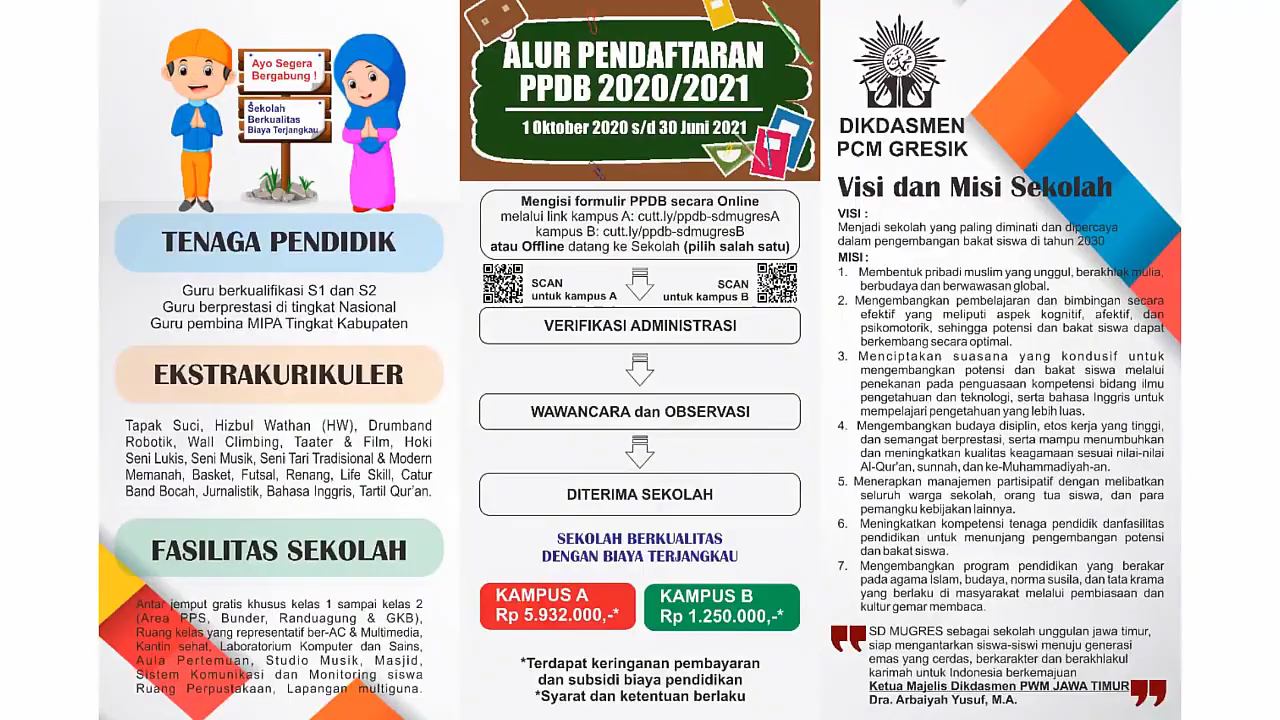 Ayo Segera
Bergabung !
Sekolah
Berkualitas
Biaya Terjangkau
TENAGA PENDIDIK
Guru berkualifikasi S1 dan S2
Guru berprestasi di tingkat Nasional
Guru pembina MIPA Tingkat Kabupaten
EKSTRAKURIKULER
Tapak Suci, Hizbul Wathan (HW), Drumband
Robotik, Wall Climbing, Taater & Film, Hoki
Seni Lukis, Seni Musik, Seni Tari Tradisional & Modern
Memanah, Basket, Futsal, Renang, Life Skill, Catur
Band Bocah, Jurnalistik, Bahasa Inggris, Tartil Qur'an.
FASILITAS SEKOLAH
Antar jemput gratis khusus kelas 1 sampai kelas 2
(Area PPS, Bunder, Randuagung & GKB),
Ruang kelas yang representatif ber-AC & Multimedia,
Kantin sehat, Laboratorium Komputer dan Sains,
Aula Pertemuan, Studio Musik, Masjid,
Sistem Komunikasi dan Monitoring siswa
Ruang Perpustakaan, Lapangan multiguna.
ALUR PENDAFTARAN
PPDB 2020/2021
1 Oktober 2020 s/d 30 Juni 2021
Mengisi formulir PPDB secara Online
melalui link kampus A: cutt.ly/ppdb-sdmugresA
kampus B: cutt.ly/ppdb-sdmugresB
atau Offline datang ke Sekolah (pilih salah satu)
SCAN
untuk kampus A
SCAN
untuk kampus B
VERIFIKASI ADMINISTRASI
WAWANCARA dan OBSERVASI
DITERIMA SEKOLAH
SEKOLAH BERKUALITAS
DENGAN BIAYA TERJANGKAU
KAMPUS A
Rp 5.932.000,-*
KAMPUS B
Rp 1.250.000,-*
*Terdapat keringanan pembayaran
dan subsidi biaya pendidikan
*Syarat dan ketentuan berlaku
DIKDASMEN
PCM GRESIK
Visi dan Misi Sekolah
VISI :
Menjadi sekolah yang paling diminati dan dipercaya
dalam pengembangan bakat siswa di tahun 2030
MISI :
1. Membentuk pribadi muslim yang unggul, berakhlak mulia,
berbudaya dan berwawasan global.
2. Mengembangkan pembelajaran dan bimbingan secara
efektif yang meliputi aspek kognitif, afektif, dan
psikomotorik, sehingga potensi dan bakat siswa dapat
berkembang secara optimal.
3. Menciptakan suasana yang kondusif untuk
mengembangkan potensi dan bakat siswa melalui
penekanan pada penguasaan kompetensi bidang ilmu
pengetahuan dan teknologi, serta bahasa Inggris untuk
mempelajari pengetahuan yang lebih luas.
4. Mengembangkan budaya disiplin, etos kerja yang tinggi,
dan semangat berprestasi, serta mampu menumbuhkan
dan meningkatkan kualitas keagamaan sesuai nilai-nilai
Al-Qur'an, sunnah, dan ke-Muhammadiyah-an.
5. Menerapkan manajemen partisipatif dengan melibatkan
seluruh warga sekolah, orang tua siswa, dan para
pemangku kebijakan lainnya.
6. Meningkatkan kompetensi tenaga pendidik danfasilitas
pendidikan untuk menunjang pengembangan potensi
dan bakat siswa.
7. Mengembangkan program pendidikan yang berakar
pada agama Islam, budaya, norma susila, dan tata krama
yang berlaku di masyarakat melalui pembiasaan dan
kultur gemar membaca.
SD MUGRES sebagai sekolah unggulan jawa timur,
siap mengantarkan siswa-siswi menuju generasi
emas yang cerdas, berkarakter dan berakhlakul
karimah untuk Indonesia berkemajuan
Ketua Majelis Dikdasmen PWM JAWA TIMUR
Dra. Arbaiyah Yusuf, M.A.